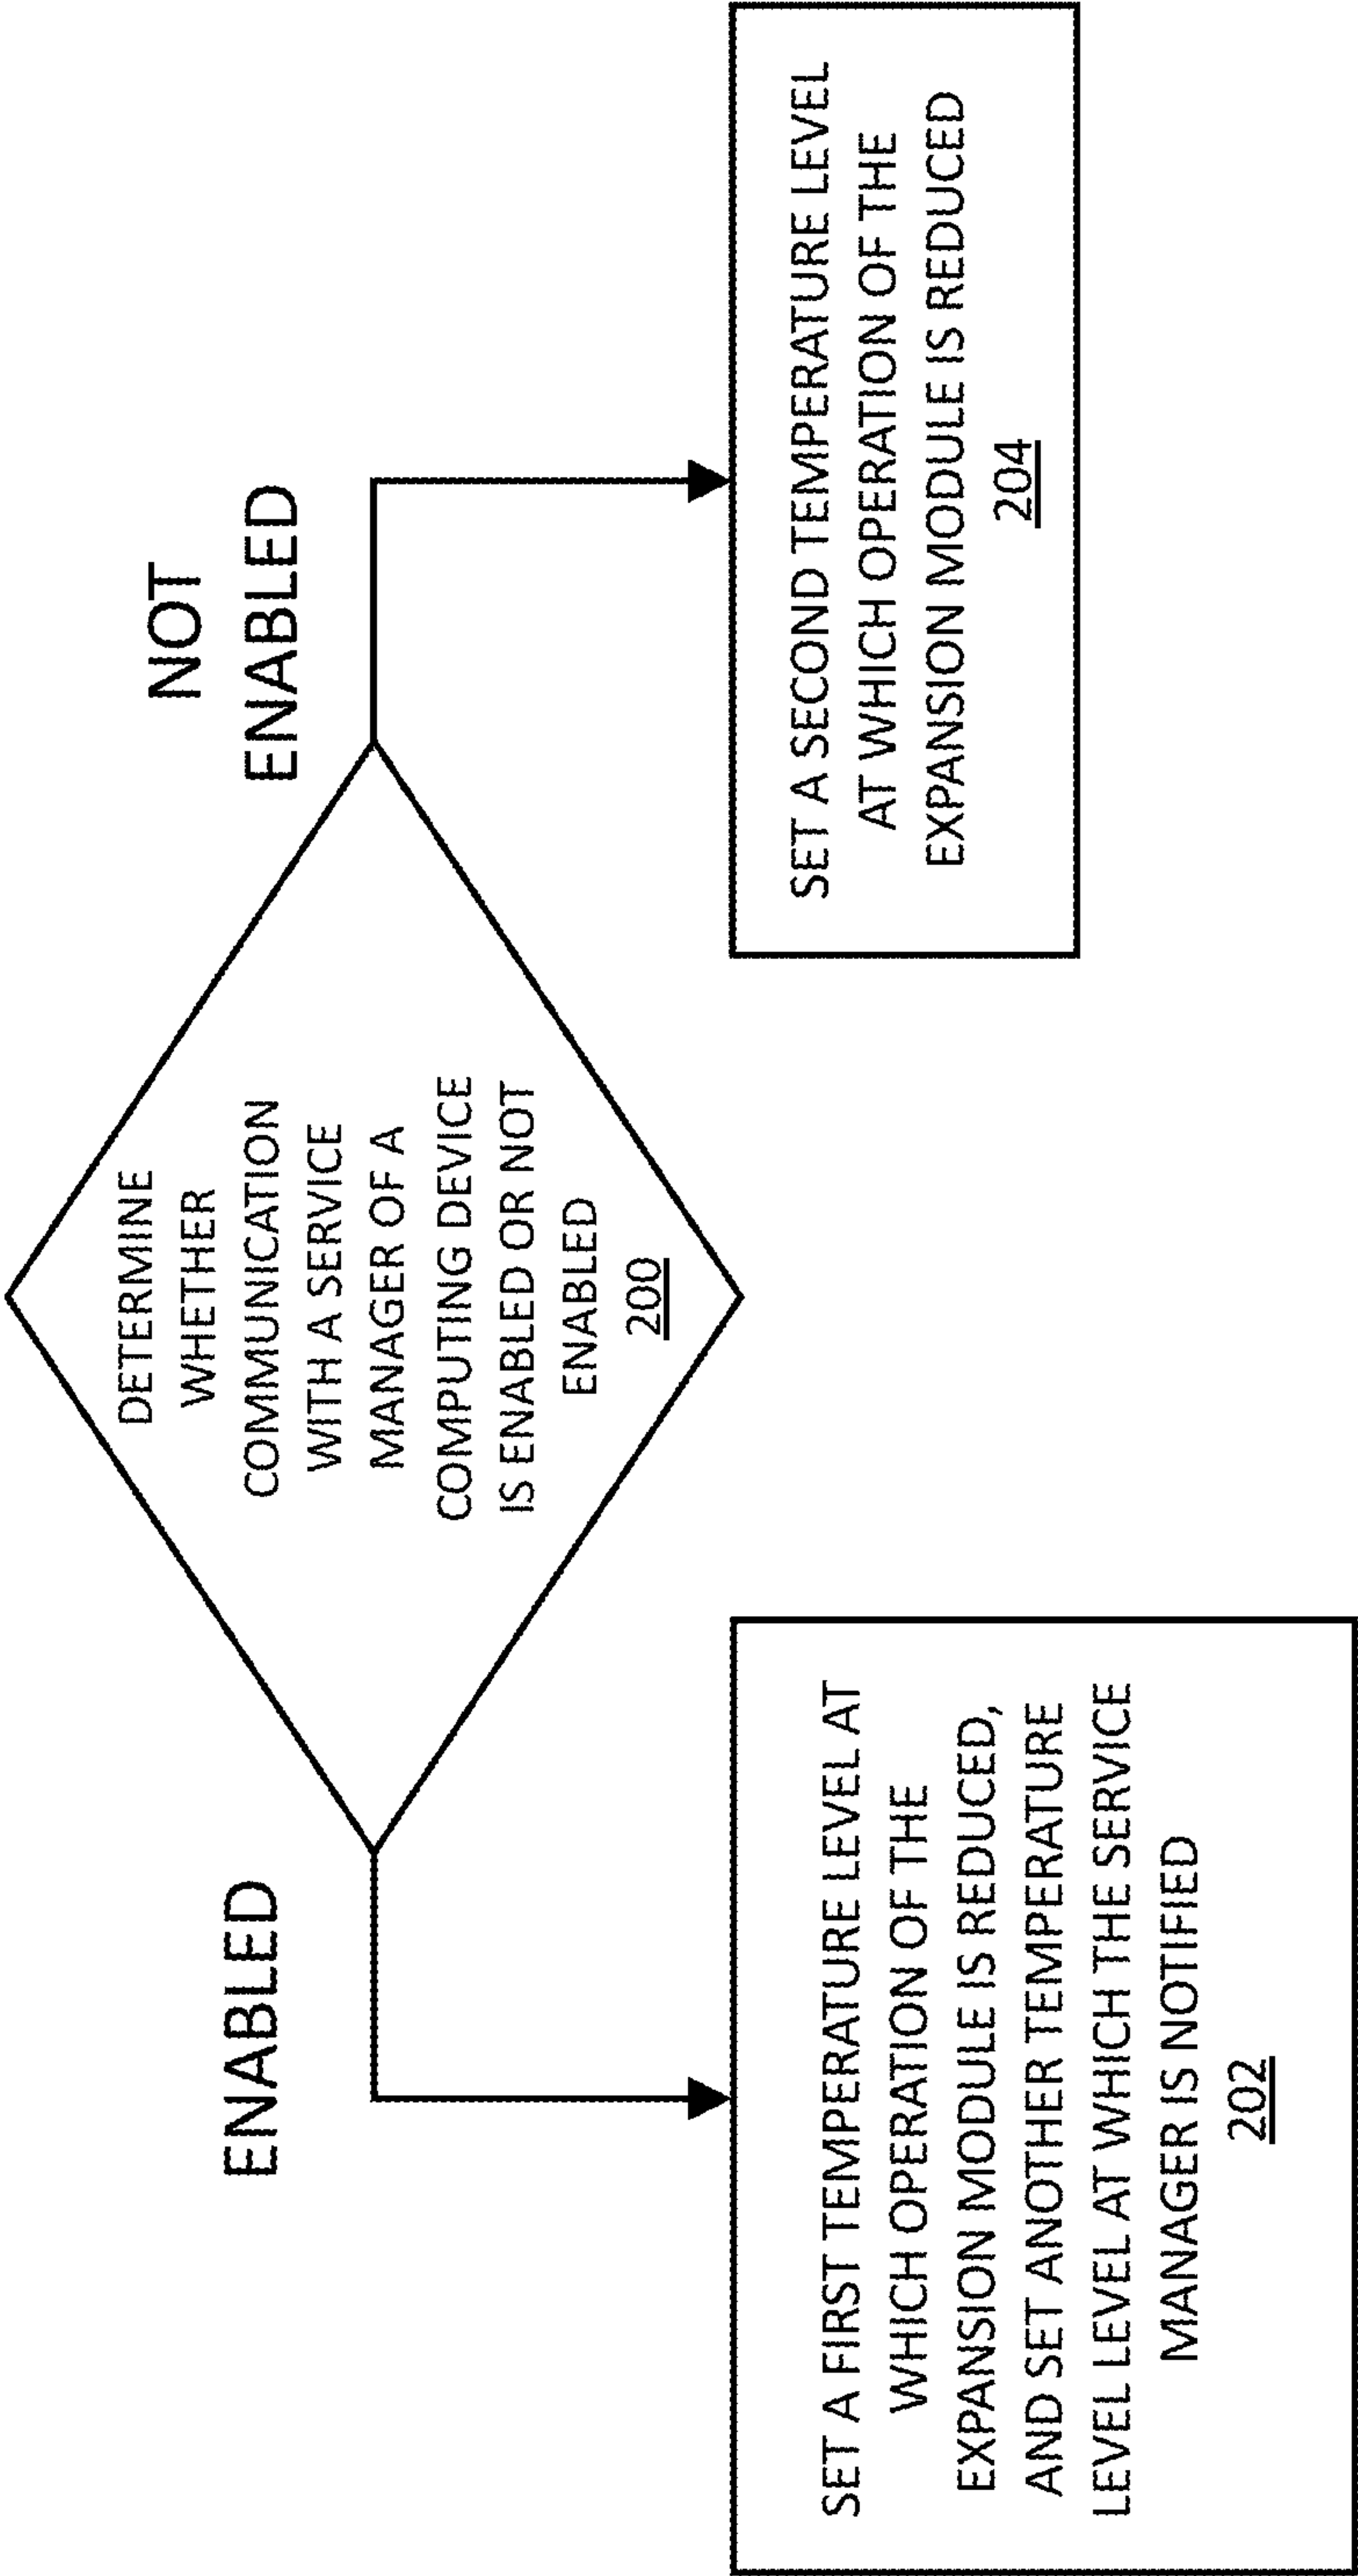 DETERMINE
WHETHER
COMMUNICATION
WITH A SERVICE
MANAGER OF A
COMPUTING DEVICE
IS ENABLED OR NOT
ENABLED
200
ENABLED
NOT
ENABLED
SET A FIRST TEMPERATURE LEVEL AT
WHICH OPERATION OF THE
EXPANSION MODULE IS REDUCED,
AND SET ANOTHER TEMPERATURE
LEVEL LEVEL AT WHICH THE SERVICE
MANAGER IS NOTIFIED
202
SET A SECOND TEMPERATURE LEVEL
AT WHICH OPERATION OF THE
EXPANSION MODULE IS REDUCED
204